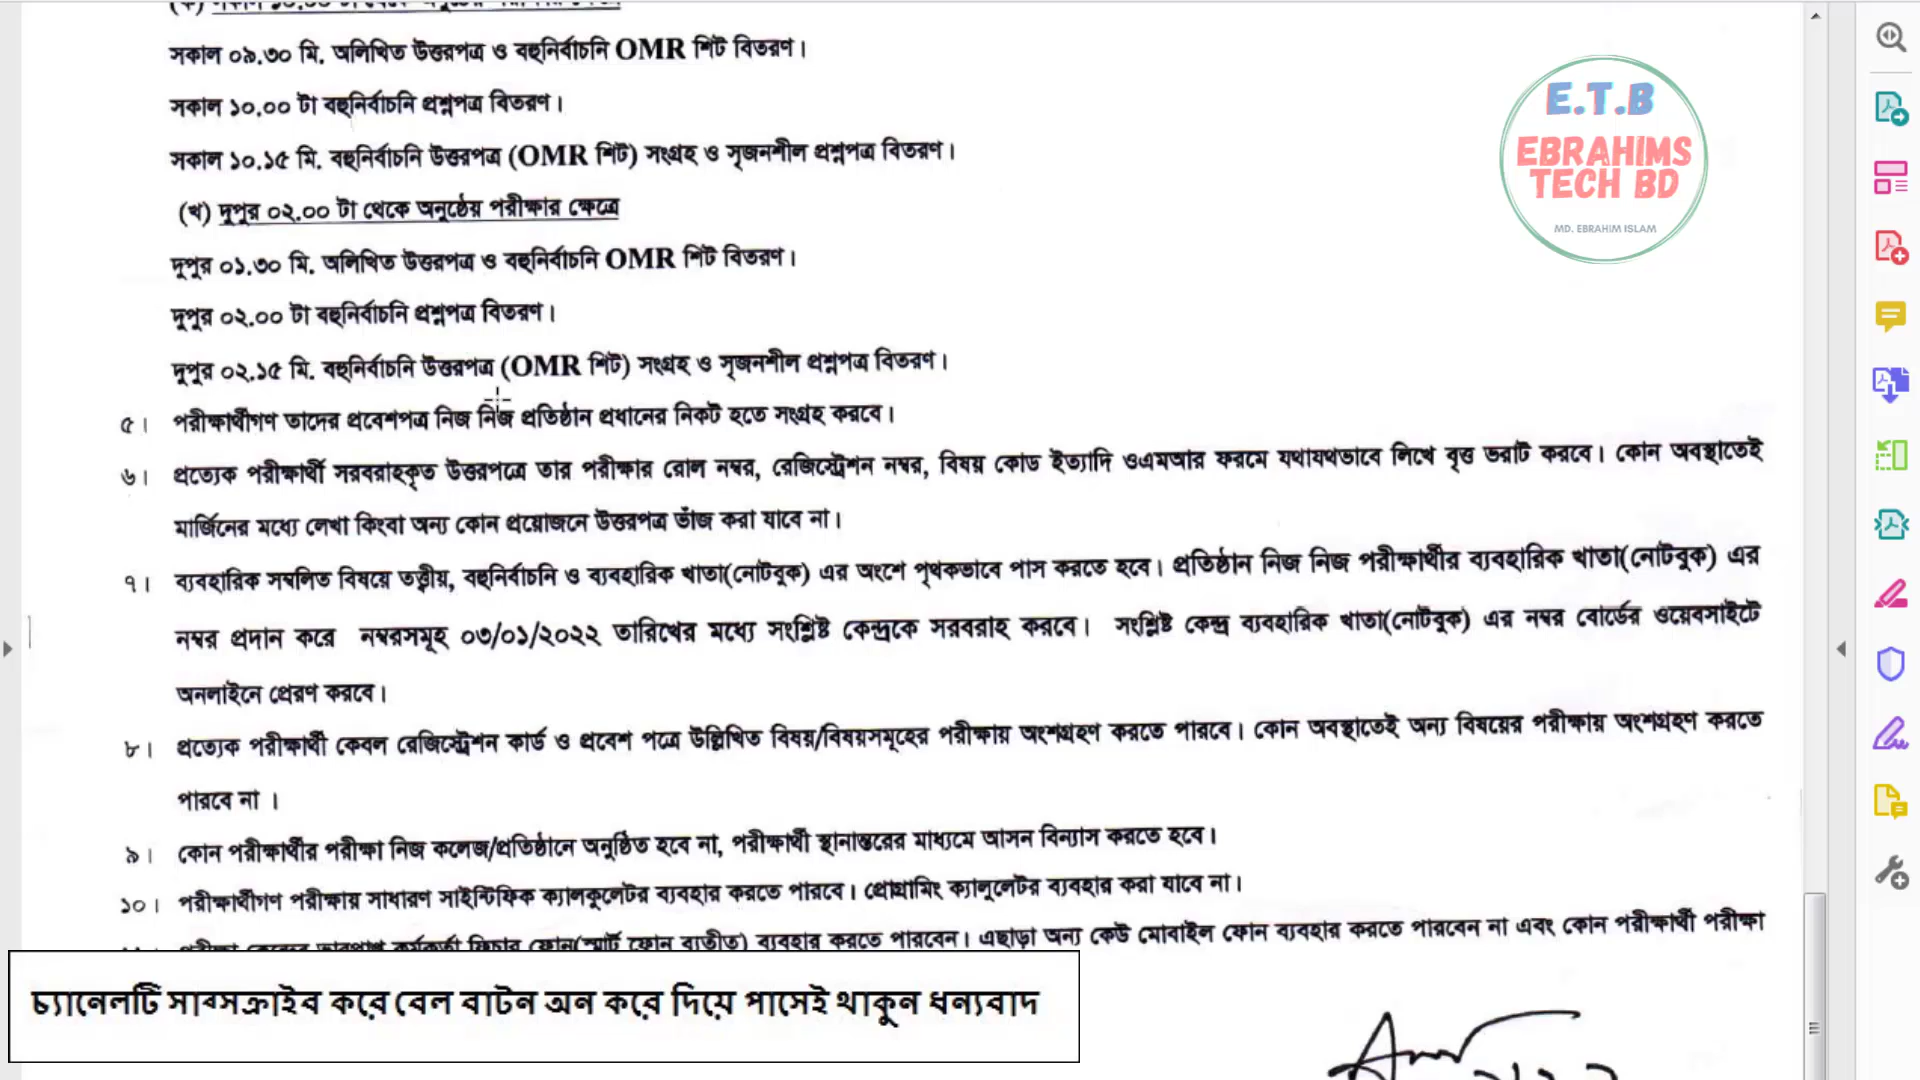 (ক) সকাল ১০.০০ টা থেকে অনুষ্ঠেয় পরীক্ষার ক্ষেত্রে
সকাল ০৯.৩০ মি. অলিখিত উত্তরপত্র ও বহুনির্বাচনি OMR শিট বিতরণ।
সকাল ১০.০০ টা বহুনির্বাচনি প্রশ্নপত্র বিতরণ।
সকাল ১০.১৫ মি. বহুনির্বাচনি উত্তরপত্র (OMR শিট) সংগ্রহ ও সৃজনশীল প্রশ্নপত্র বিতরণ।
(খ) দুপুর ০২.০০ টা থেকে অনুষ্ঠেয় পরীক্ষার ক্ষেত্রে
দুপুর ০১.৩০ মি. অলিখিত উত্তরপত্র ও বহুনির্বাচনি OMR শিট বিতরণ।
দুপুর ০২.০০ টা বহুনির্বাচনি প্রশ্নপত্র বিতরণ।
দুপুর ০২.১৫ মি. বহুনির্বাচনি উত্তরপত্র (OMR শিট) সংগ্রহ ও সৃজনশীল প্রশ্নপত্র বিতরণ।
৫। পরীক্ষার্থীগণ তাদের প্রবেশপত্র নিজ নিজ প্রতিষ্ঠান প্রধানের নিকট হতে সংগ্রহ করবে।
৬। প্রত্যেক পরীক্ষার্থী সরবরাহকৃত উত্তরপত্রে তার পরীক্ষার রোল নম্বর, রেজিস্ট্রেশন নম্বর, বিষয় কোড ইত্যাদি ওএমআর ফরমে যথাযথভাবে লিখে বৃত্ত ভরাট করবে। কোন অবস্থাতেই
মার্জিনের মধ্যে লেখা কিংবা অন্য কোন প্রয়োজনে উত্তরপত্র ভাঁজ করা যাবে না।
৭। ব্যবহারিক সম্বলিত বিষয়ে তত্ত্বীয়, বহুনির্বাচনি ও ব্যবহারিক খাতা(নোটবুক) এর অংশে পৃথকভাবে পাস করতে হবে। প্রতিষ্ঠান নিজ নিজ পরীক্ষার্থীর ব্যবহারিক খাতা(নোটবুক) এর
নম্বর প্রদান করে নম্বরসমূহ ০৩/০১/২০২২ তারিখের মধ্যে সংশ্লিষ্ট কেন্দ্রকে সরবরাহ করবে। সংশ্লিষ্ট কেন্দ্র ব্যবহারিক খাতা(নোটবুক) এর নম্বর বোর্ডের ওয়েবসাইটে
অনলাইনে প্রেরণ করবে।
৮। প্রত্যেক পরীক্ষার্থী কেবল রেজিস্ট্রেশন কার্ড ও প্রবেশ পত্রে উল্লিখিত বিষয়/বিষয়সমূহের পরীক্ষায় অংশগ্রহণ করতে পারবে। কোন অবস্থাতেই অন্য বিষয়ের পরীক্ষায় অংশগ্রহণ করতে
পারবে না ।
৯। কোন পরীক্ষার্থীর পরীক্ষা নিজ কলেজ/প্রতিষ্ঠানে অনুষ্ঠিত হবে না, পরীক্ষার্থী স্থানান্তরের মাধ্যমে আসন বিন্যাস করতে হবে।
১০। পরীক্ষার্থীগণ পরীক্ষায় সাধারণ সাইন্টিফিক ক্যালকুলেটর ব্যবহার করতে পারবে। প্রোগ্রামিং ক্যালুলেটর ব্যবহার করা যাবে না।
পরীক্ষা কেন্দ্রের ভারপ্রাপ্ত কর্মকর্তা ফিচার ফোন(স্মার্ট ফোন ব্যতীত) ব্যবহার করতে পারবেন। এছাড়া অন্য কেউ মোবাইল ফোন ব্যবহার করতে পারবেন না এবং কোন পরীক্ষার্থী পরীক্ষা
চ্যানেলটি সাবসক্রাইব করে বেল বাটন অন করে দিয়ে পাসেই থাকুন ধন্যবাদ
E.T.B
EBRAHIMS
TECH BD
MD. EBRAHIM ISLAM